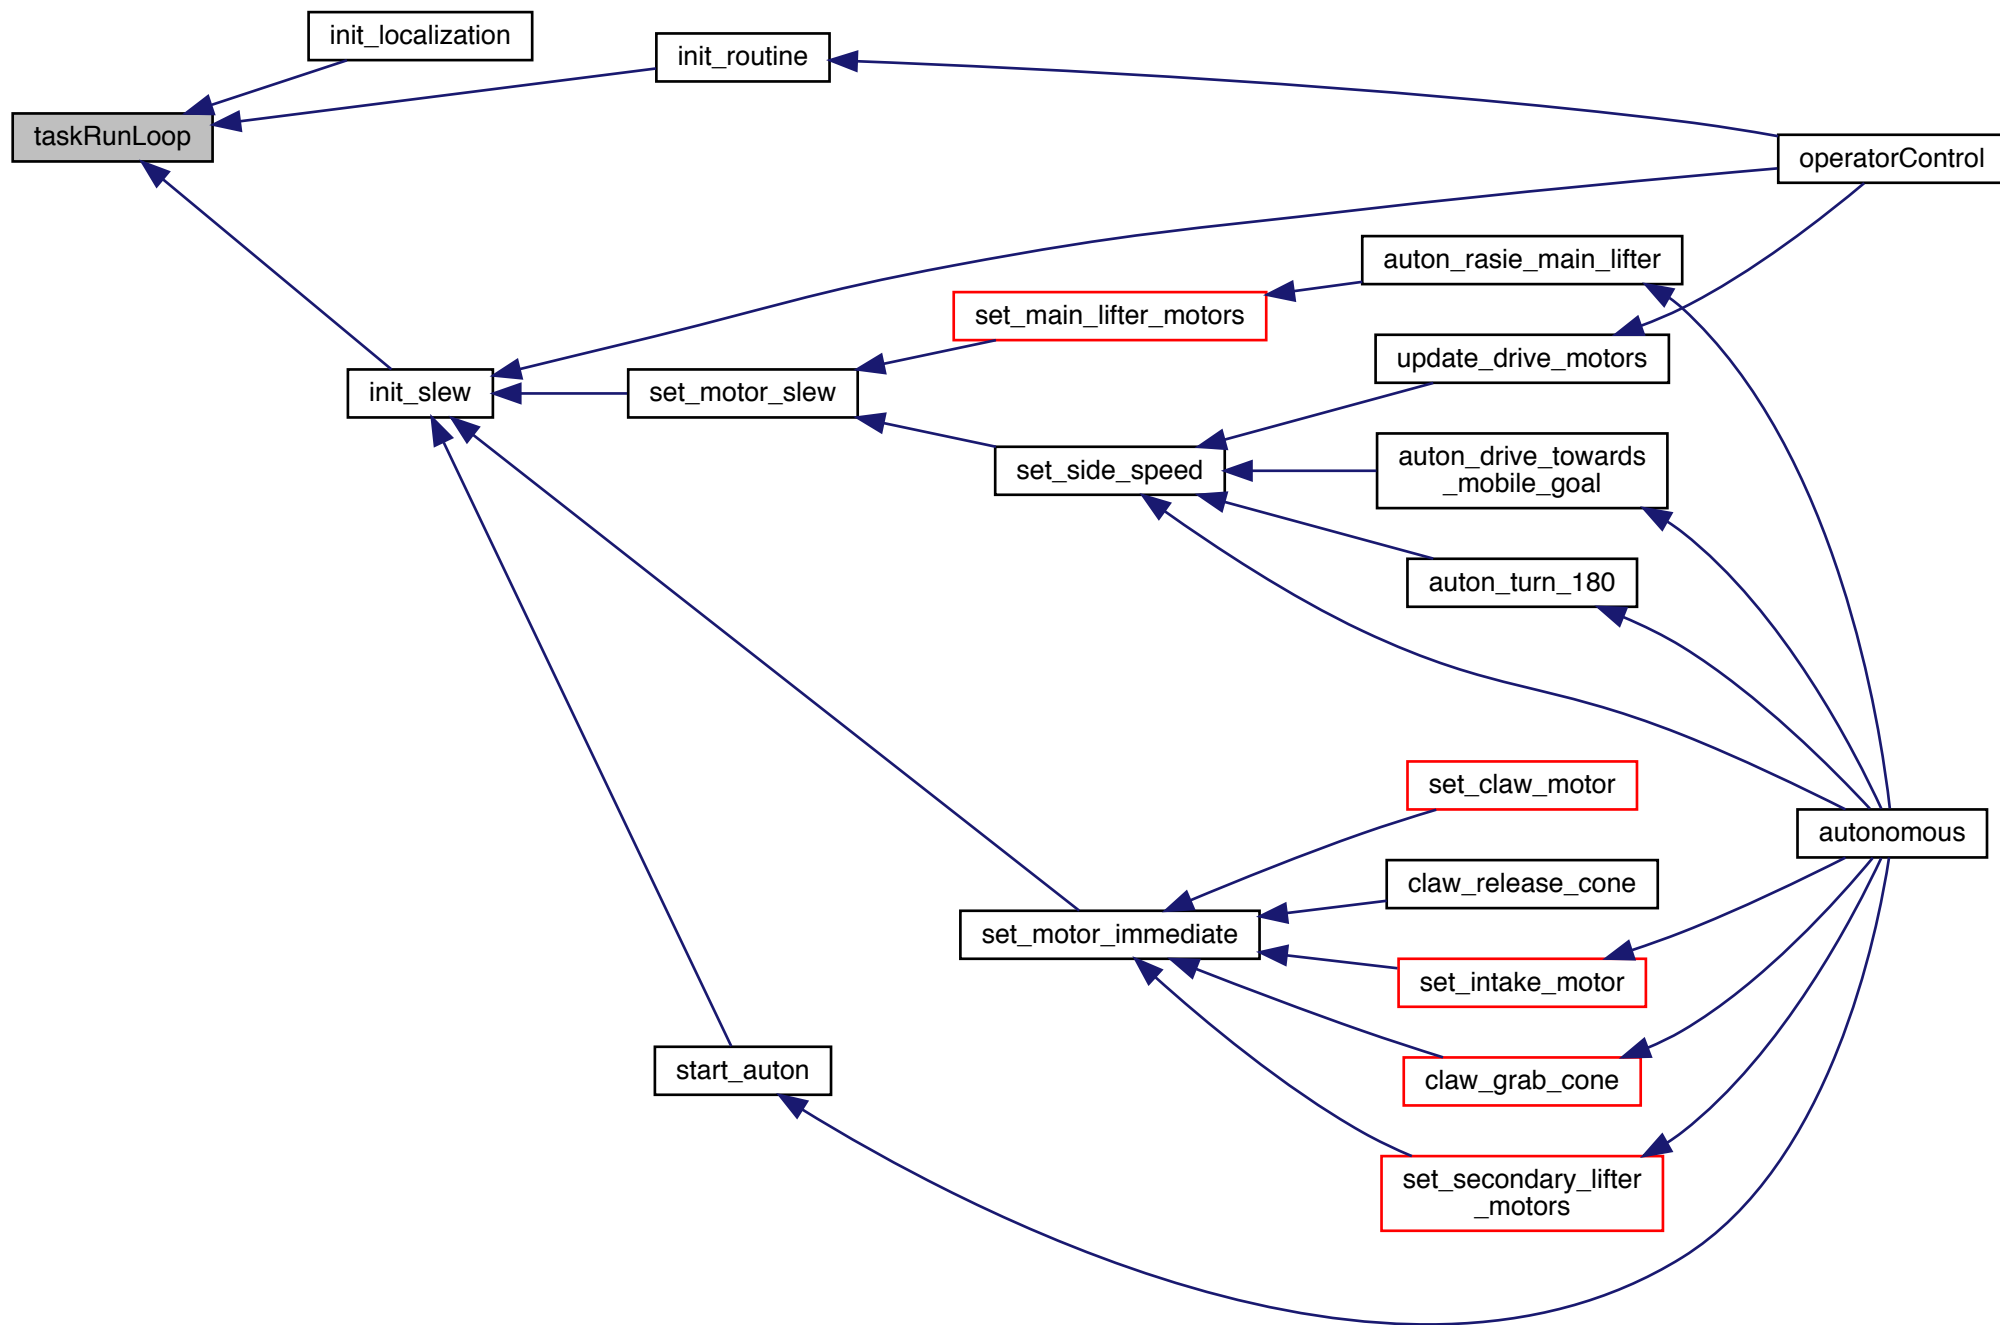 init_localization
init_routine
taskRunLoop
operatorControl
auton_rasie_main_lifter
set_main_lifter_motors
update_drive_motors
init_slew
set_motor_slew
auton_drive_towards
_mobile_goal
set_side_speed
auton_turn_180
set_claw_motor
autonomous
claw_release_cone
set_motor_immediate
set_intake_motor
start_auton
claw_grab_cone
set_secondary_lifter
_motors